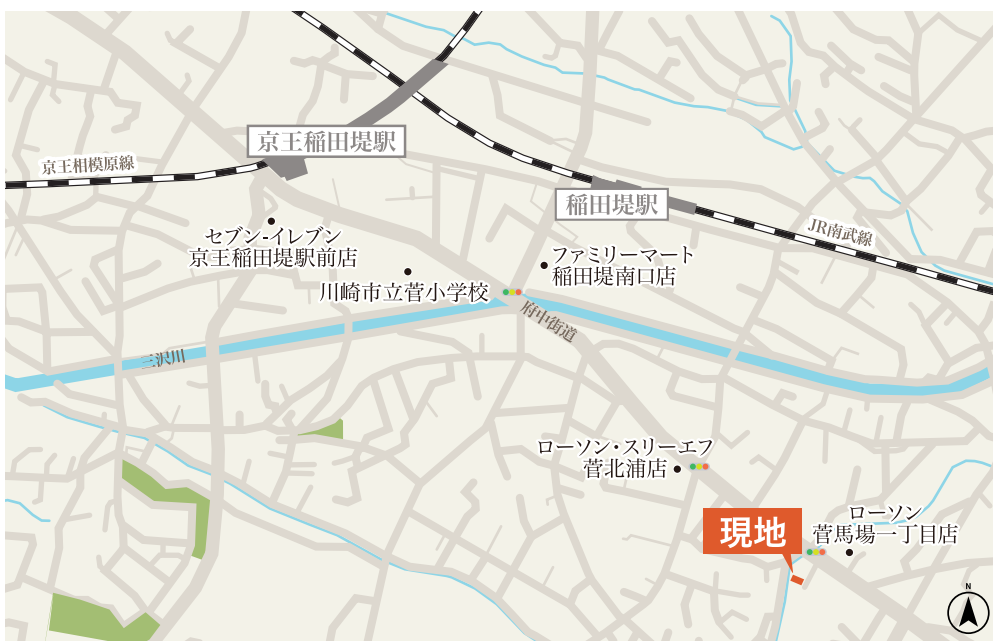 京王稲田堤駅
京王相模原線
稲田堤駅
JR南武線
セブン-イレブン
京王稲田堤駅前店
ファミリーマート
稲田堤南口店
川崎市立菅小学校
府中街道
三沢川
ローソン・スリーエフ
菅北浦店
ローソン
菅馬場一丁目店
現地
N